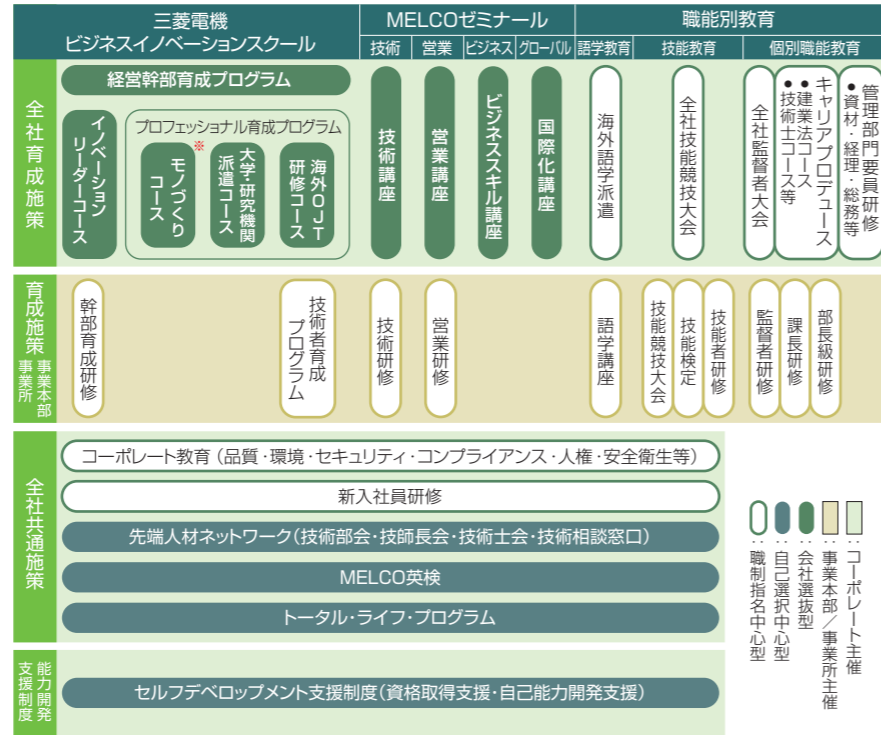 三菱電機
ビジネスイノベーションスクール
MELCOゼミナール
職能別教育
技術
営業
ビジネス
グローバル
語学教育
技能教育
個別職能教育
全社育成施策
経営幹部育成プログラム
イノベーション
リーダーコース
プロフェッショナル育成プログラム
※
モノづくり
コース
大学・研究機関
派遣コース
海外OJT
研修コース
技術講座
営業講座
ビジネススキル講座
国際化講座
海外語学派遣
全社技能競技大会
全社監督者大会
キャリアプロデュース
●建業法コース
●技術士コース等
管理部門要員研修
●資材・経理・総務等
育成施策
事業本部
事業所
幹部育成研修
技術者育成
プログラム
技術研修
営業研修
語学講座
技能競技大会
技能検定
技能者研修
監督者研修
課長研修
部長級研修
全社共通施策
コーポレート教育（品質・環境・セキュリティ・コンプライアンス・人権・安全衛生等）
新入社員研修
先端人材ネットワーク（技術部会・技師長会・技術士会・技術相談窓口）
MELCO英検
トータル・ライフ・プログラム
能力開発
支援制度
セルフデベロップメント支援制度（資格取得支援・自己能力開発支援）
：コーポレート主催
：事業本部／事業所主催
：会社選抜型
：自己選択中心型
：職制指名中心型